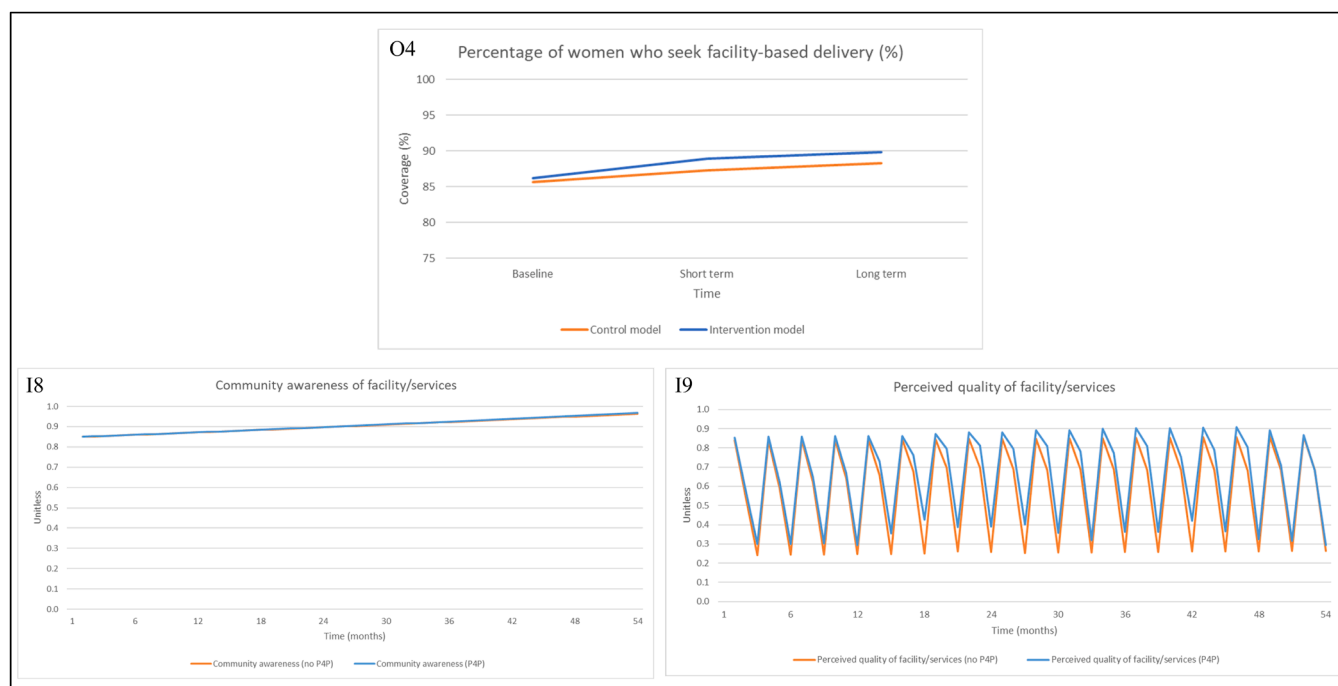 O4
Percentage of women who seek facility-based delivery (%)
100
95
90
85
80
75
Coverage (%)
Baseline Short term Long term
Time
Control model Intervention model
I8
Community awareness of facility/services
1.0
0.9
0.8
0.7
0.6
0.5
0.4
0.3
0.2
0.1
0.0
Unitless
1 6 12 18 24 30 36 42 48 54
Time (months)
Community awareness (no P4P) Community awareness (P4P)
I9
Perceived quality of facility/services
1.0
0.9
0.8
0.7
0.6
0.5
0.4
0.3
0.2
0.1
0.0
Unitless
1 6 12 18 24 30 36 42 48 54
Time (months)
Perceived quality of facility/services (no P4P) Perceived quality of facility/services (P4P)